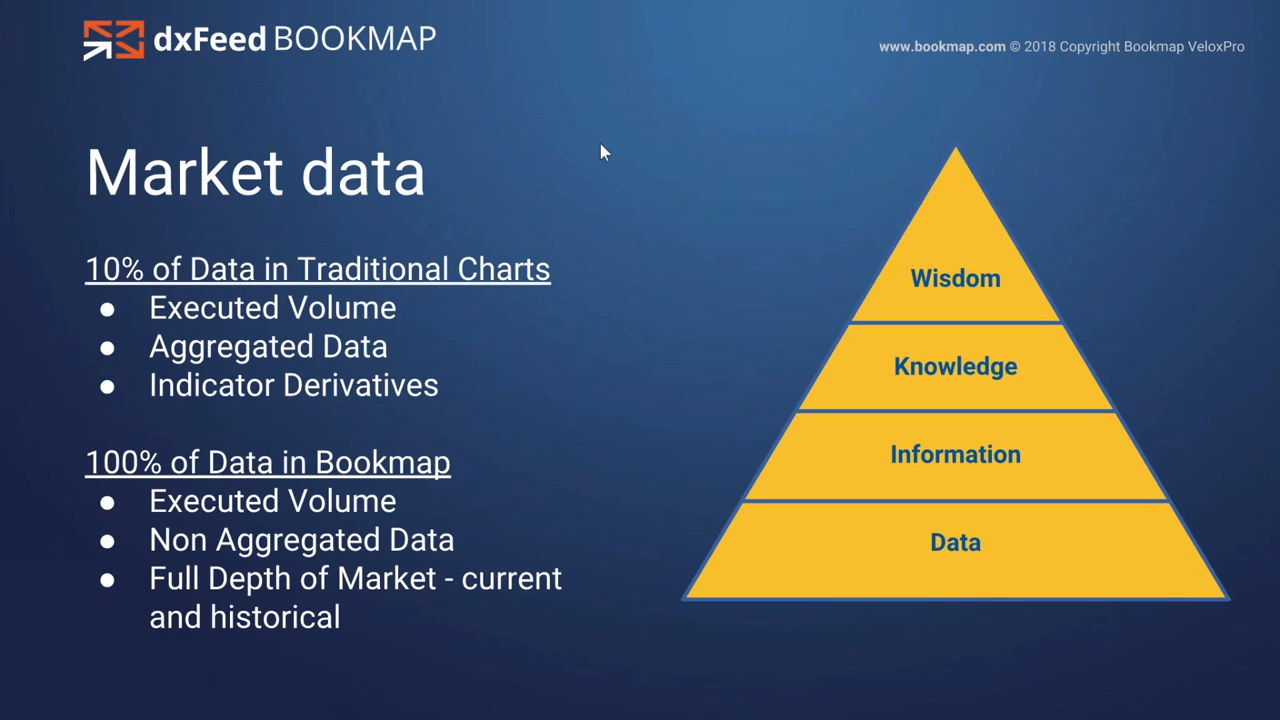 dxFeed BOOKMAP
www.bookmap.com © 2018 Copyright Bookmap VeloxPro
Market data
10% of Data in Traditional Charts
● Executed Volume
● Aggregated Data
● Indicator Derivatives
100% of Data in Bookmap
● Executed Volume
● Non Aggregated Data
● Full Depth of Market - current
and historical
Wisdom
Knowledge
Information
Data